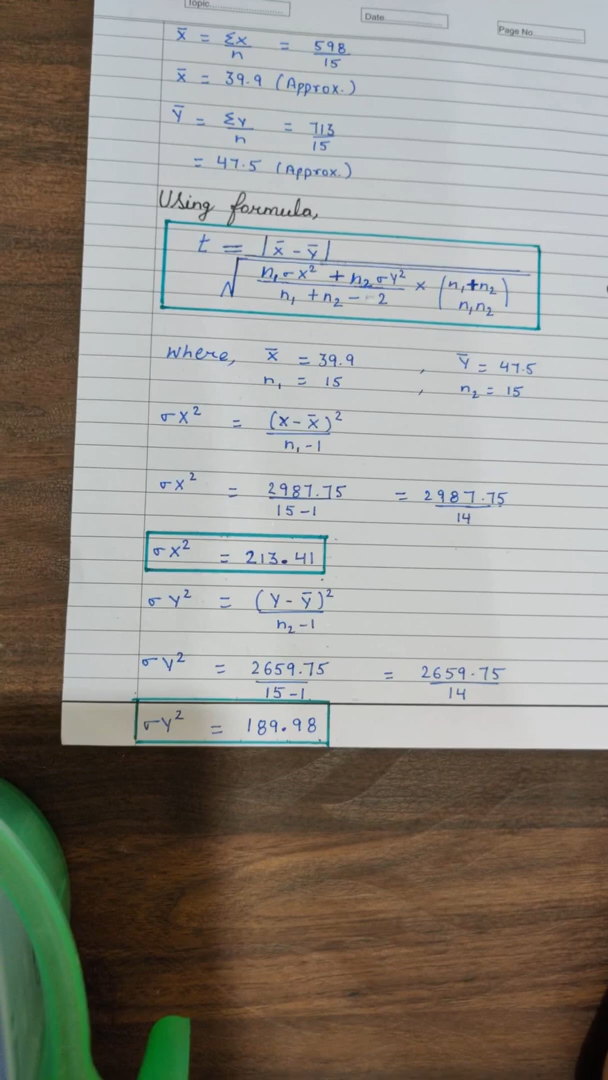 Topic
Date
Page No
x̄ = Σx/n = 598/15
x̄ = 39.9 (Approx.)
Ȳ = ΣY/n = 713/15
= 47.5 (Approx.)
Using formula,
t = |x̄ - ȳ| / √(n₁σx² + n₂σy² / n₁ + n₂ - 2 × (n₁+n₂ / n₁n₂))
where, x̄ = 39.9 , Ȳ = 47.5
n₁ = 15 , n₂ = 15
σx² = (x-x̄)² / n₁-1
σx² = 2987.75 / 15-1 = 2987.75 / 14
σx² = 213.41
σY² = (Y-Ȳ)² / n₂-1
σY² = 2659.75 / 15-1 = 2659.75 / 14
σY² = 189.98